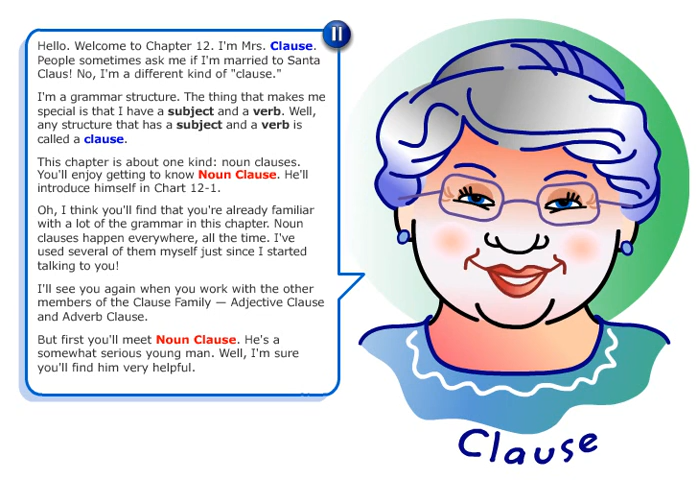 Hello. Welcome to Chapter 12. I'm Mrs. Clause.
People sometimes ask me if I'm married to Santa
Claus! No, I'm a different kind of "clause."
I'm a grammar structure. The thing that makes me
special is that I have a subject and a verb. Well,
any structure that has a subject and a verb is
called a clause.
This chapter is about one kind: noun clauses.
You'll enjoy getting to know Noun Clause. He'll
introduce himself in Chart 12-1.
Oh, I think you'll find that you're already familiar
with a lot of the grammar in this chapter. Noun
clauses happen everywhere, all the time. I've
used several of them myself just since I started
talking to you!
I'll see you again when you work with the other
members of the Clause Family — Adjective Clause
and Adverb Clause.
But first you'll meet Noun Clause. He's a
somewhat serious young man. Well, I'm sure
you'll find him very helpful.
Clause